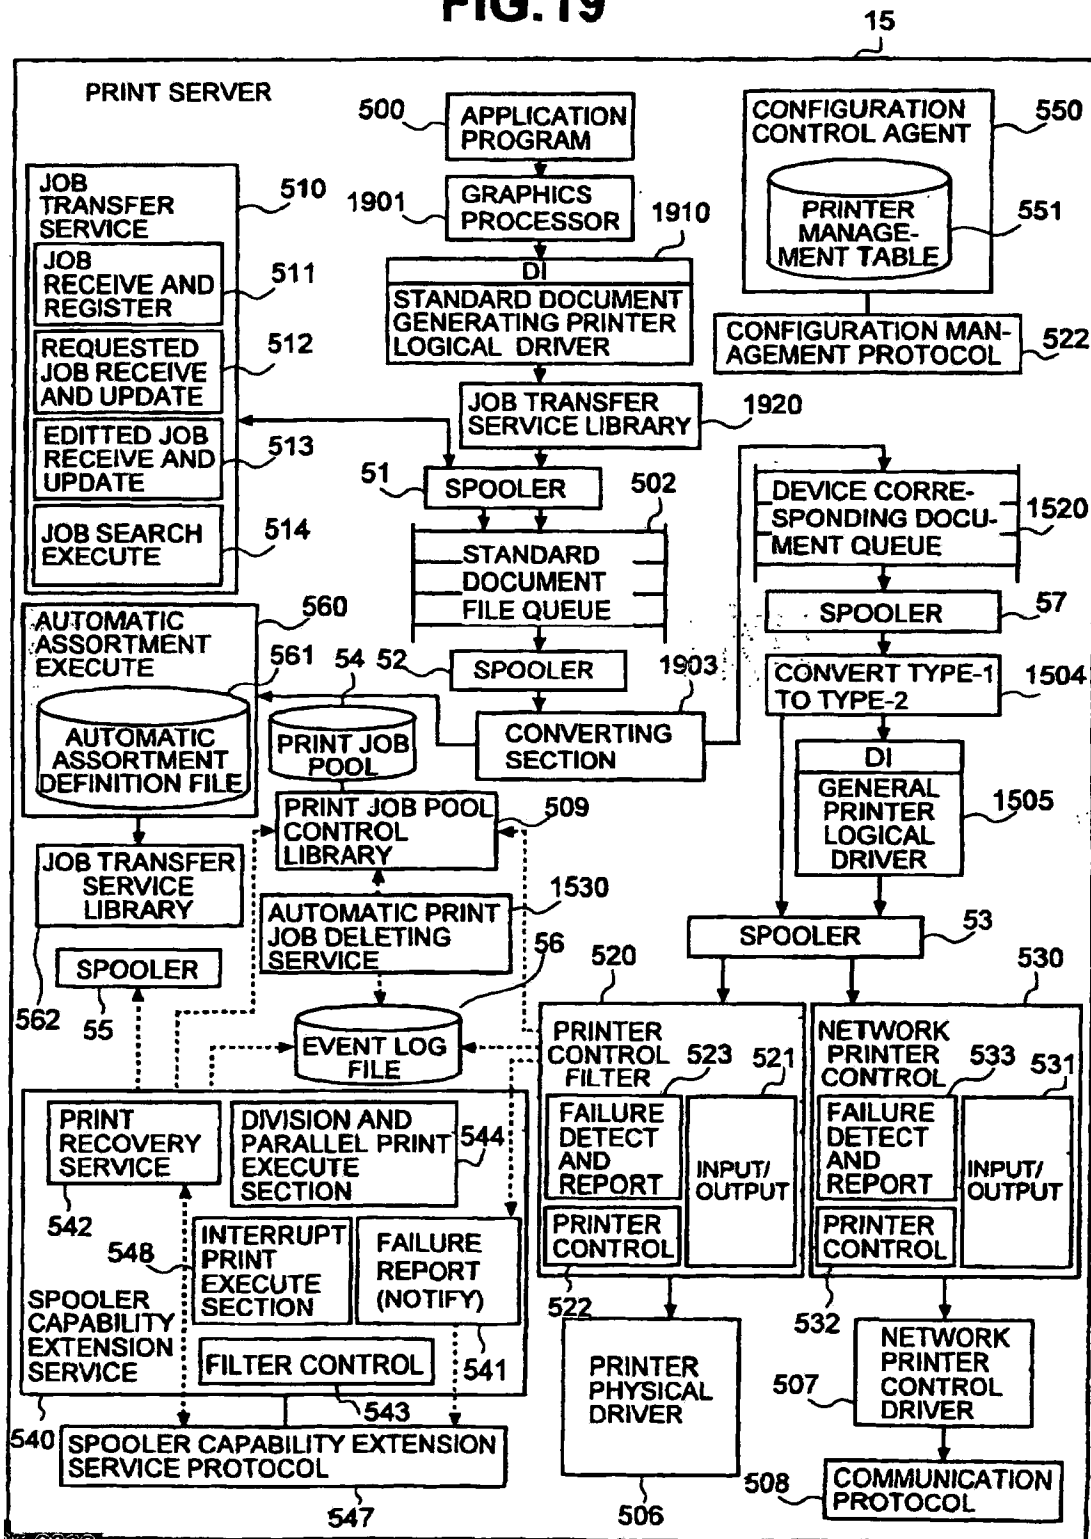 FIG.19
15
PRINT SERVER
500
APPLICATION
PROGRAM
CONFIGURATION
CONTROL AGENT
550
PRINTER
MANAGE-
MENT TABLE
551
CONFIGURATION MAN-
AGEMENT PROTOCOL
522
1901
GRAPHICS
PROCESSOR
1910
DI
STANDARD DOCUMENT
GENERATING PRINTER
LOGICAL DRIVER
JOB TRANSFER
SERVICE LIBRARY
1920
JOB
TRANSFER
SERVICE
510
JOB
RECEIVE AND
REGISTER
511
REQUESTED
JOB RECEIVE
AND UPDATE
512
EDITTED JOB
RECEIVE AND
UPDATE
513
JOB SEARCH
EXECUTE
514
51
SPOOLER
502
STANDARD
DOCUMENT
FILE QUEUE
DEVICE CORRE-
SPONDING DOCU-
MENT QUEUE
1520
SPOOLER
57
CONVERT TYPE-1
TO TYPE-2
1504
DI
GENERAL
PRINTER
LOGICAL
DRIVER
1505
52
SPOOLER
1903
CONVERTING
SECTION
AUTOMATIC
ASSORTMENT
EXECUTE
560
561
AUTOMATIC
ASSORTMENT
DEFINITION FILE
54
PRINT JOB
POOL
PRINT JOB POOL
CONTROL
LIBRARY
509
JOB TRANSFER
SERVICE
LIBRARY
562
1530
AUTOMATIC PRINT
JOB DELETING
SERVICE
SPOOLER
55
56
EVENT LOG
FILE
SPOOLER
53
520
PRINTER
CONTROL
FILTER
523
521
FAILURE
DETECT
AND
REPORT
INPUT/
OUTPUT
PRINTER
CONTROL
522
530
NETWORK
PRINTER
CONTROL
533
531
FAILURE
DETECT
AND
REPORT
INPUT/
OUTPUT
PRINTER
CONTROL
532
PRINT
RECOVERY
SERVICE
542
DIVISION AND
PARALLEL PRINT
EXECUTE
SECTION
544
548
INTERRUPT
PRINT
EXECUTE
SECTION
FAILURE
REPORT
(NOTIFY)
541
SPOOLER
CAPABILITY
EXTENSION
SERVICE
FILTER CONTROL
543
540
SPOOLER CAPABILITY EXTENSION
SERVICE PROTOCOL
547
PRINTER
PHYSICAL
DRIVER
506
507
NETWORK
PRINTER
CONTROL
DRIVER
508
COMMUNICATION
PROTOCOL